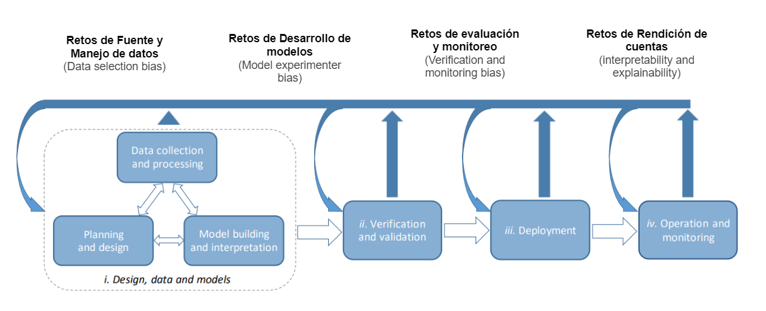 Retos de Fuente y
Manejo de datos
(Data selection bias)
Retos de Desarrollo de
modelos
(Model experimenter
bias)
Retos de evaluación
y monitoreo
(Verification and
monitoring bias)
Retos de Rendición de
cuentas
(interpretability and
explainability)
Data collection
and processing
Planning
and design
Model building
and interpretation
i. Design, data and models
ii. Verification
and validation
iii. Deployment
iv. Operation and
monitoring